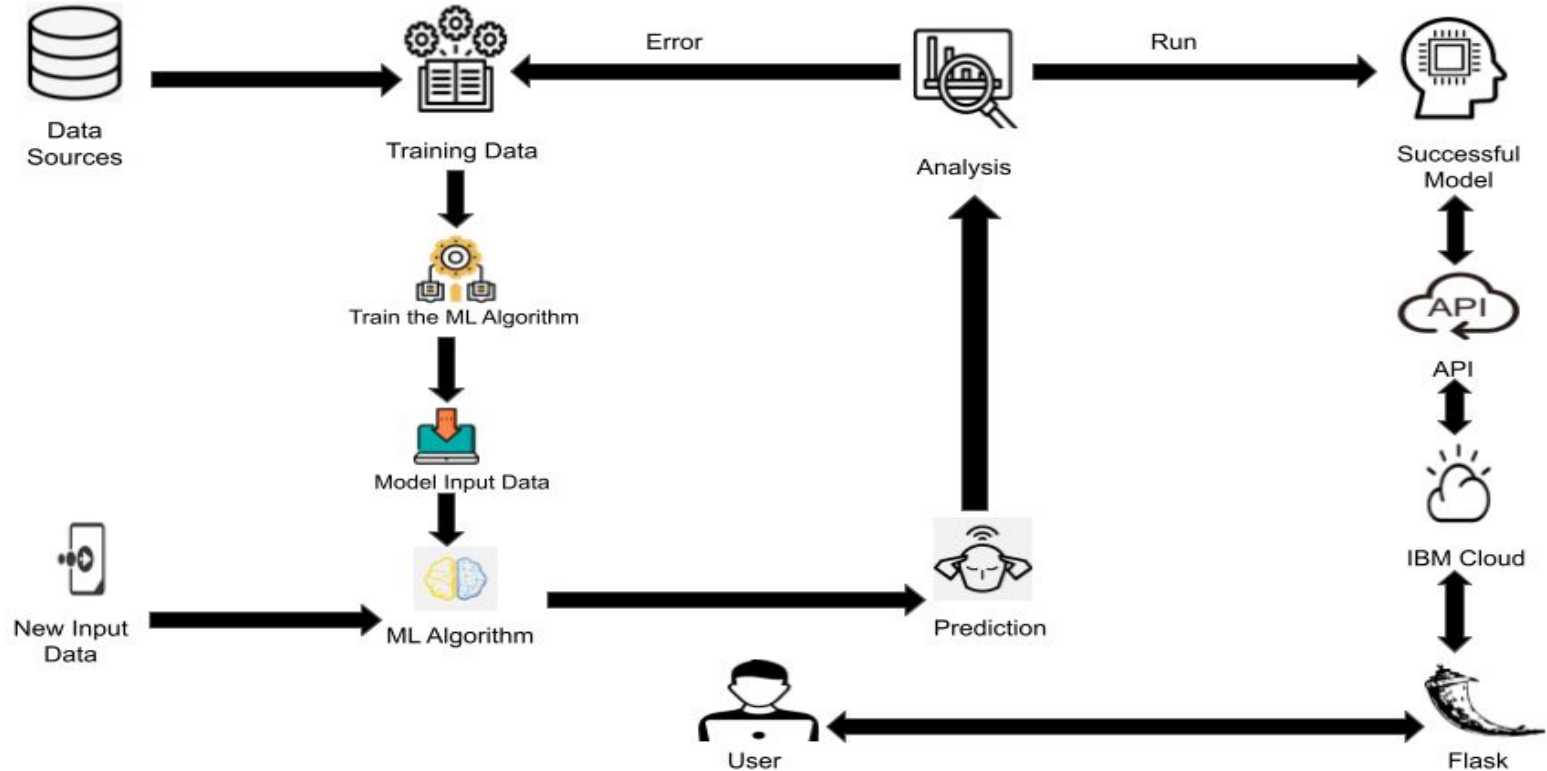 Error
Run
Data
Sources
Training Data
Analysis
Successful
Model
Train the ML Algorithm
API
API
Model Input Data
IBM Cloud
New Input
Data
ML Algorithm
Prediction
User
Flask